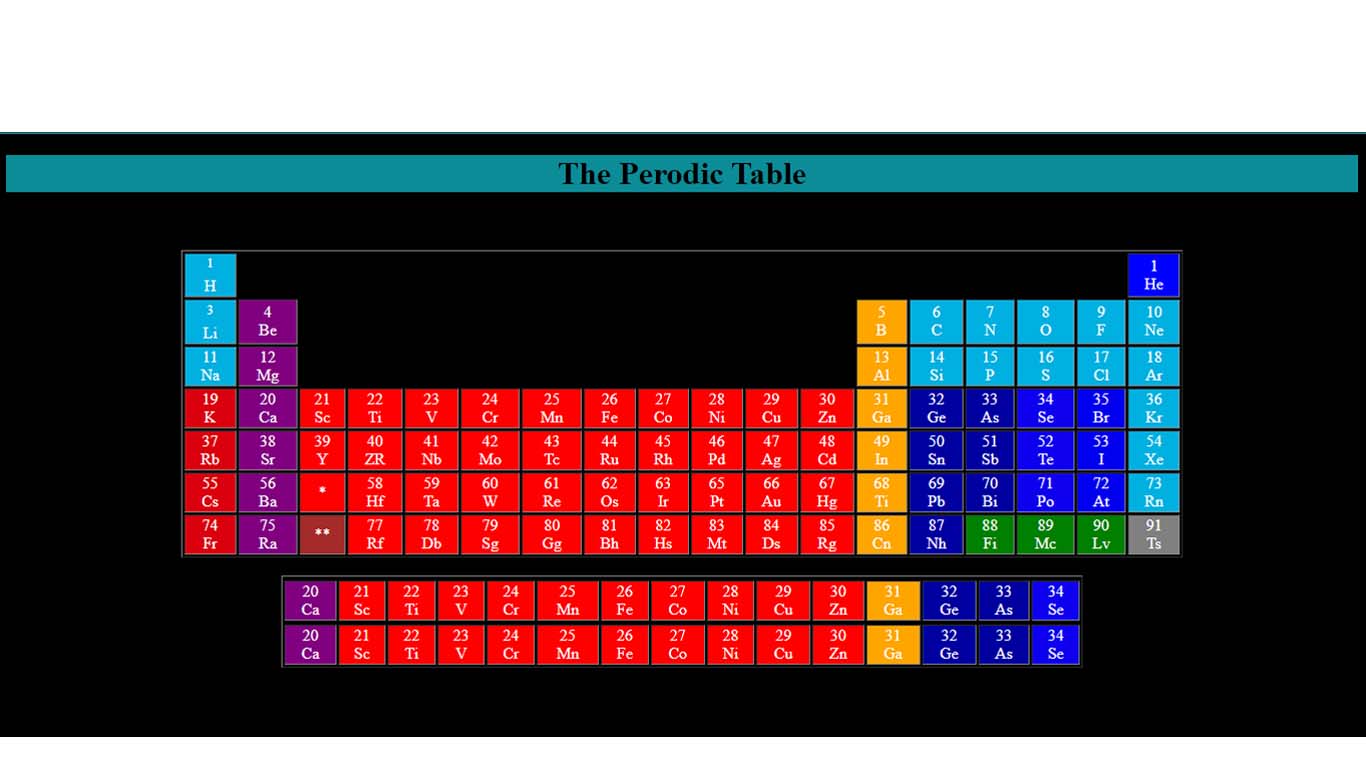 The Perodic Table
1 1
H He
3 4 5 6 7 8 9 10
Li Be B C N O F Ne
11 12 13 14 15 16 17 18
Na Mg Al Si P S Cl Ar
19 20 21 22 23 24 25 26 27 28 29 30 31 32 33 34 35 36
K Ca Sc Ti V Cr Mn Fe Co Ni Cu Zn Ga Ge As Se Br Kr
37 38 39 40 41 42 43 44 45 46 47 48 49 50 51 52 53 54
Rb Sr Y ZR Nb Mo Tc Ru Rh Pd Ag Cd In Sn Sb Te I Xe
55 56 * 58 59 60 61 62 63 65 66 67 68 69 70 71 72 73
Cs Ba Hf Ta W Re Os Ir Pt Au Hg Ti Pb Bi Po At Rn
74 75 ** 77 78 79 80 81 82 83 84 85 86 87 88 89 90 91
Fr Ra Rf Db Sg Gg Bh Hs Mt Ds Rg Cn Nh Fi Mc Lv Ts
20 21 22 23 24 25 26 27 28 29 30 31 32 33 34
Ca Sc Ti V Cr Mn Fe Co Ni Cu Zn Ga Ge As Se
20 21 22 23 24 25 26 27 28 29 30 31 32 33 34
Ca Sc Ti V Cr Mn Fe Co Ni Cu Zn Ga Ge As Se